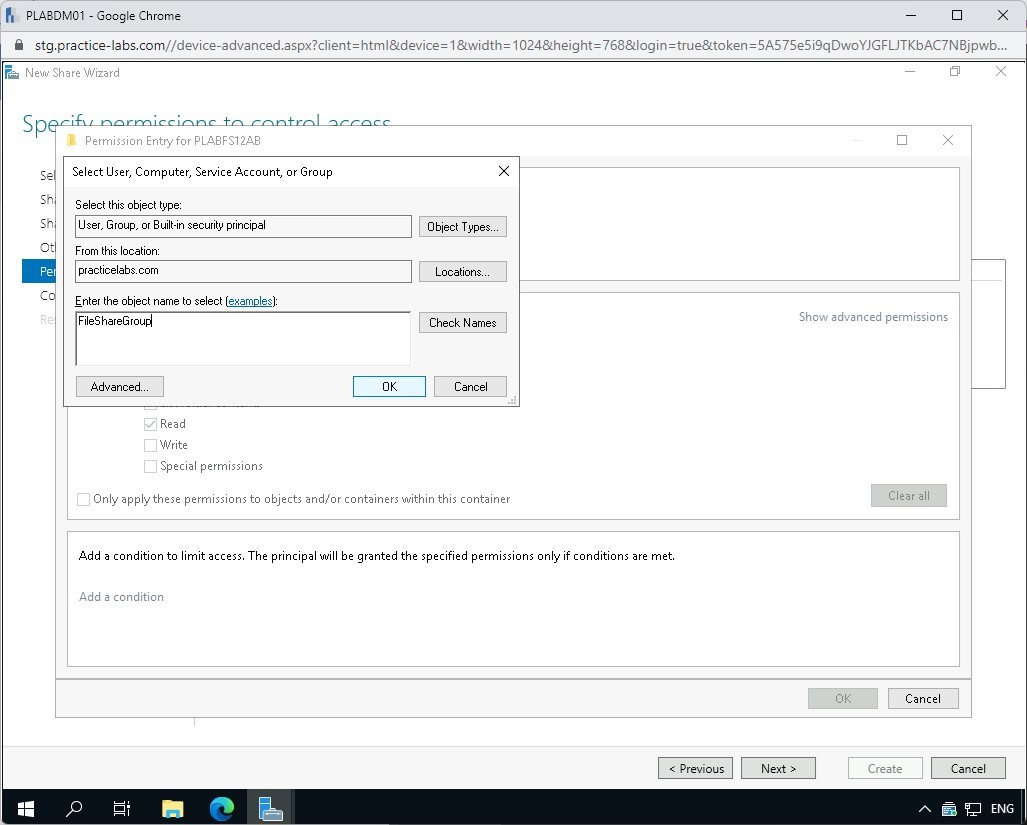 PLABDM01 - Google Chrome
stg.practice-labs.com//device-advanced.aspx?client=html&device=1&width=1024&height=768&login=true&token=5A575e5i9qDwoYJGFLJTKbAC7NBjpwb...
New Share Wizard
Specify permissions to control access
Permission Entry for PLABFS12AB
Select User, Computer, Service Account, or Group
Sel
Sha
Sha
Ot
Per
Co
Re
Select this object type:
User, Group, or Built-in security principal
Object Types...
From this location:
practicelabs.com
Locations...
Enter the object name to select (examples):
FileShareGroup
Check Names
Advanced...
OK
Cancel
Show advanced permissions
Read
Write
Special permissions
Only apply these permissions to objects and/or containers within this container
Clear all
Add a condition to limit access. The principal will be granted the specified permissions only if conditions are met.
Add a condition
OK
Cancel
< Previous
Next >
Create
Cancel
ENG